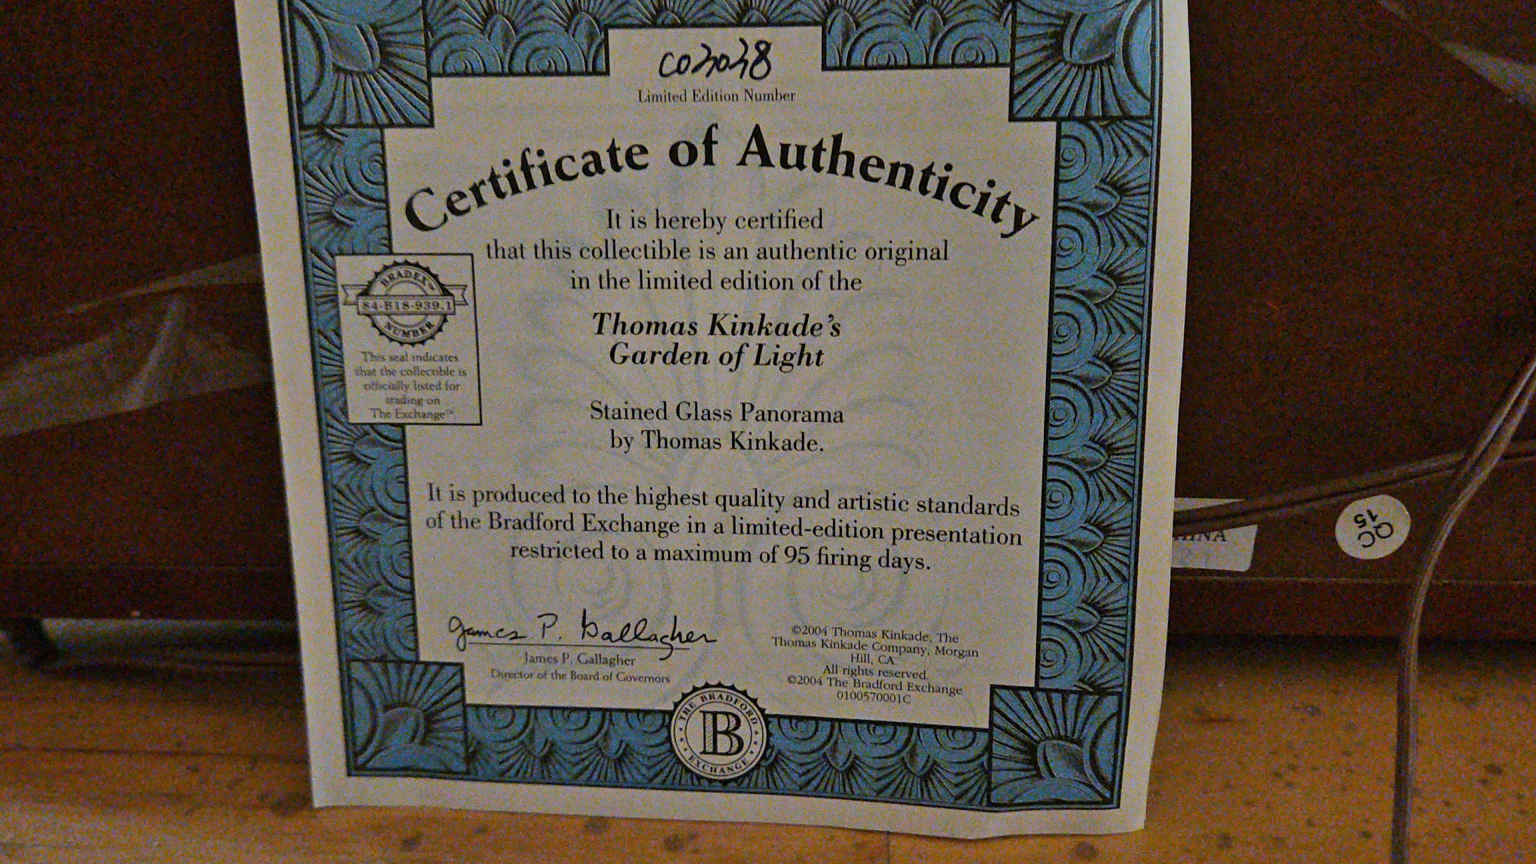 CO2028
Limited Edition Number
Certificate of Authenticity
It is hereby certified
that this collectible is an authentic original
in the limited edition of the
Thomas Kinkade's
Garden of Light
Stained Glass Panorama
by Thomas Kinkade.
BRADEX™
84-B18-939.1
NUMBER
This seal indicates
that the collectible is
officially listed for
trading on
The Exchange℠.
It is produced to the highest quality and artistic standards
of the Bradford Exchange in a limited-edition presentation
restricted to a maximum of 95 firing days.
James P. Gallagher
James P. Gallagher
Director of the Board of Governors
©2004 Thomas Kinkade, The
Thomas Kinkade Company, Morgan
Hill, CA
All rights reserved.
©2004 The Bradford Exchange
0100570001C
THE BRADFORD
B
EXCHANGE
HINA
QC
15